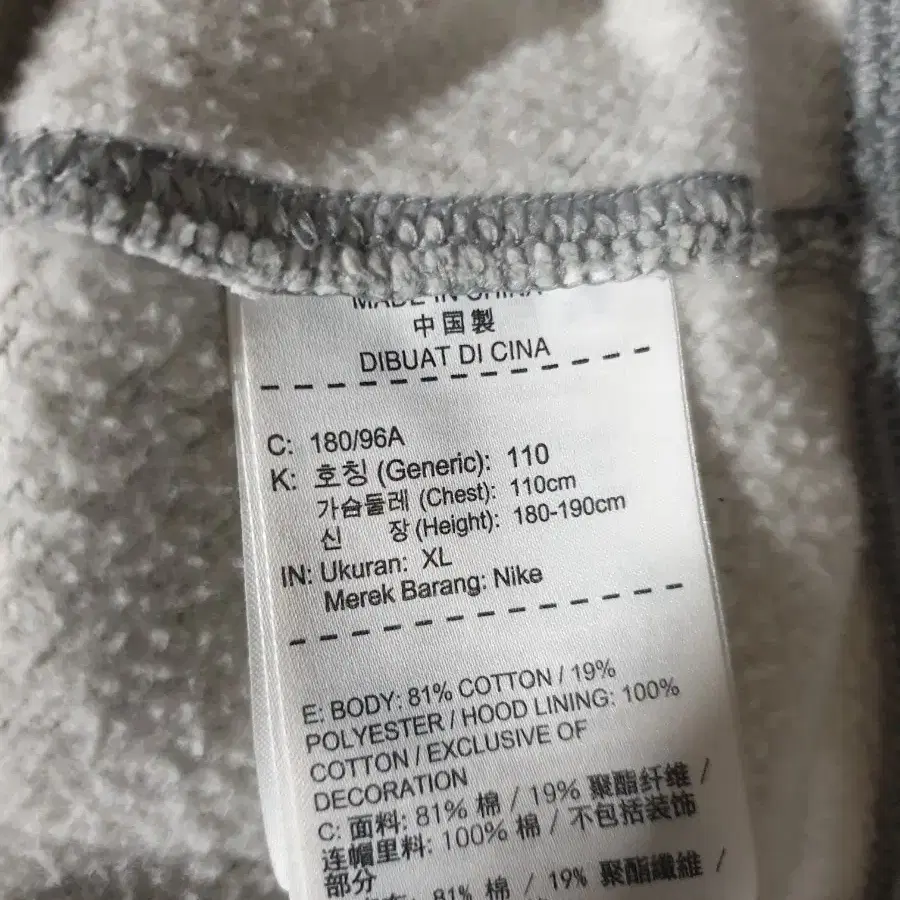 MADE IN CHINA
中国製
DIBUAT DI CINA
C: 180/96A
K: 호칭 (Generic): 110
가슴둘레 (Chest): 110cm
신 장 (Height): 180-190cm
IN: Ukuran: XL
Merek Barang: Nike
E: BODY: 81% COTTON / 19%
POLYESTER / HOOD LINING: 100%
COTTON / EXCLUSIVE OF
DECORATION
C: 面料: 81% 棉 / 19% 聚酯纤维 /
连帽里料: 100% 棉 / 不包括装饰
部分
81% 棉 / 19% 聚酯纖維 /